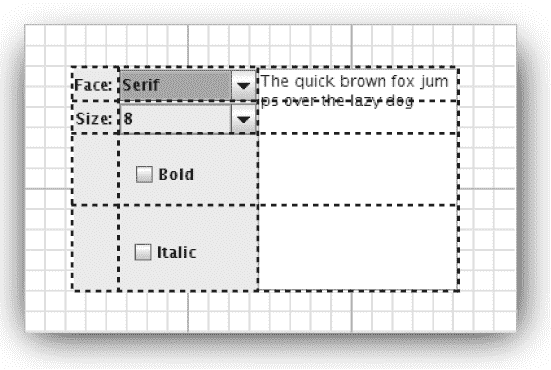 Face: Serif
The quick brown fox jum
ps over the lazy dog
Size: 8
Bold
Italic